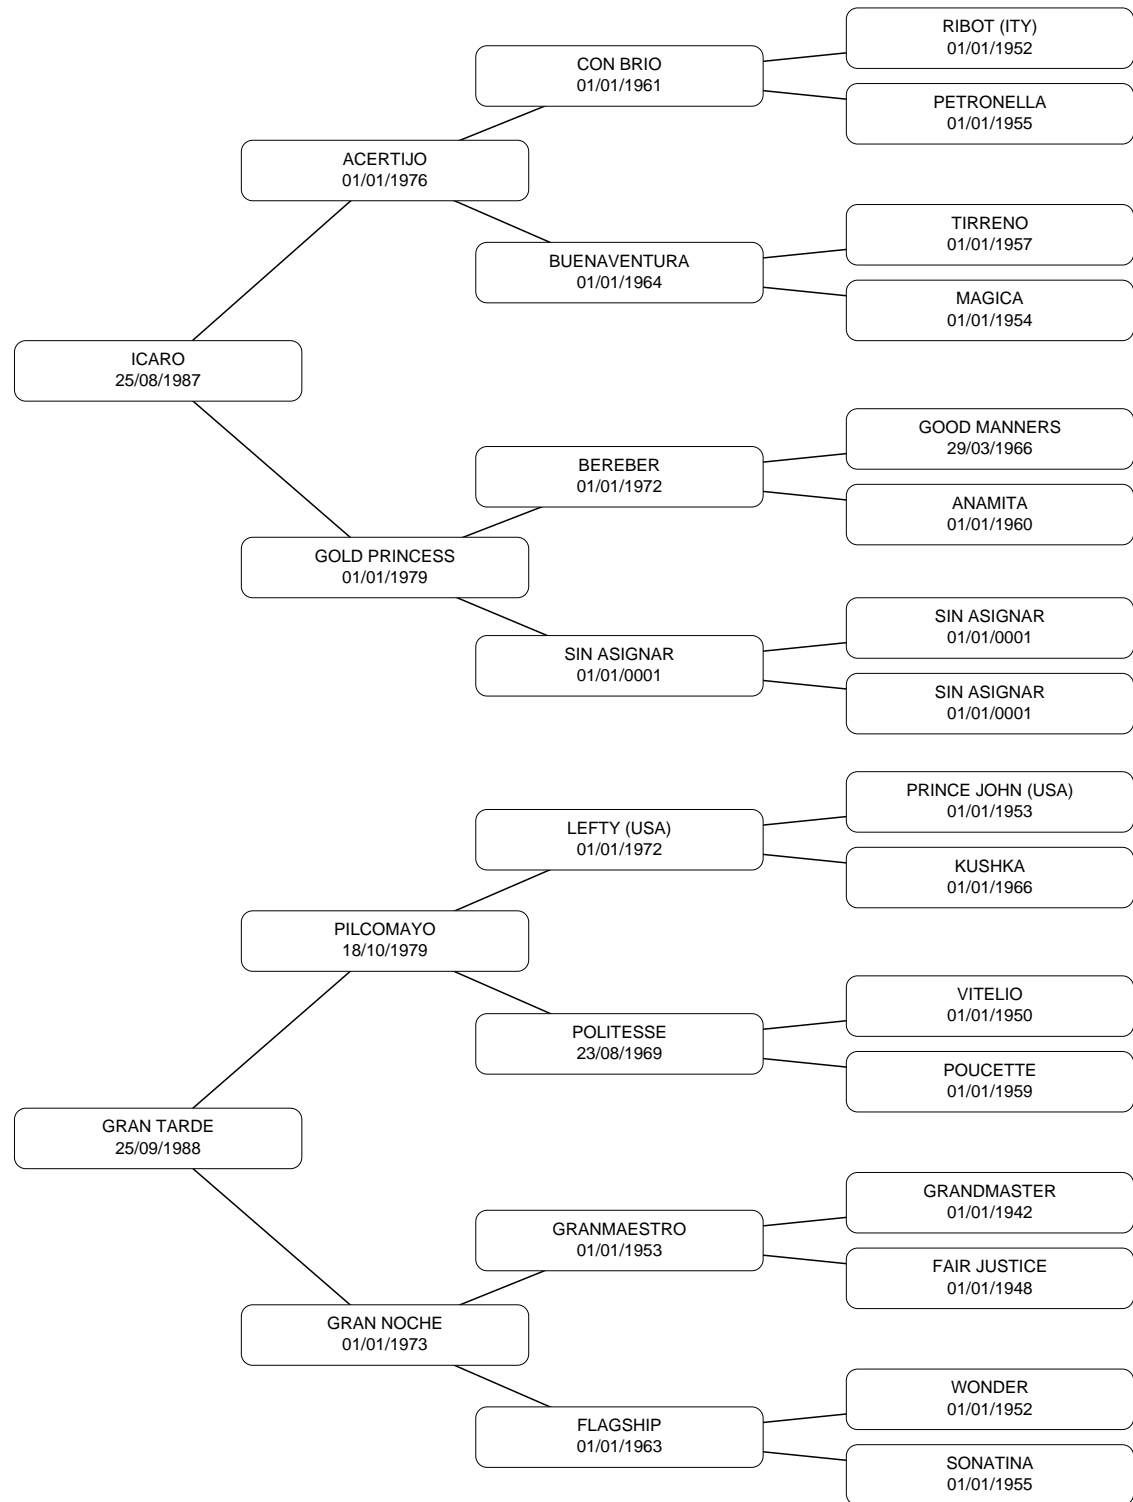 RIBOT (ITY)
01/01/1952
CON BRIO
01/01/1961
PETRONELLA
01/01/1955
ACERTIJO
01/01/1976
TIRRENO
01/01/1957
BUENAVENTURA
01/01/1964
MAGICA
01/01/1954
ICARO
25/08/1987
GOOD MANNERS
29/03/1966
BEREBER
01/01/1972
ANAMITA
01/01/1960
GOLD PRINCESS
01/01/1979
SIN ASIGNAR
01/01/0001
SIN ASIGNAR
01/01/0001
SIN ASIGNAR
01/01/0001
PRINCE JOHN (USA)
01/01/1953
LEFTY (USA)
01/01/1972
KUSHKA
01/01/1966
PILCOMAYO
18/10/1979
VITELIO
01/01/1950
POLITESSE
23/08/1969
POUCETTE
01/01/1959
GRAN TARDE
25/09/1988
GRANDMASTER
01/01/1942
GRANMAESTRO
01/01/1953
FAIR JUSTICE
01/01/1948
GRAN NOCHE
01/01/1973
WONDER
01/01/1952
FLAGSHIP
01/01/1963
SONATINA
01/01/1955